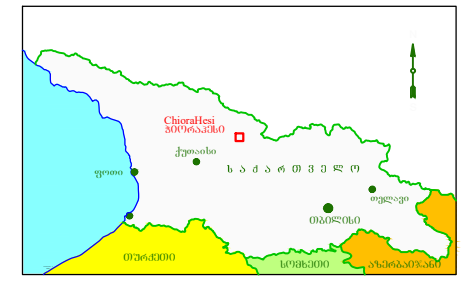 ChioraHesi
ჭიორაჰესი
ქუთაისი
ს ა ქ ა რ თ ვ ე ლ ო
ფოთი
თელავი
თბილისი
თურქეთი
სომხეთი
აზერბაიჯანი